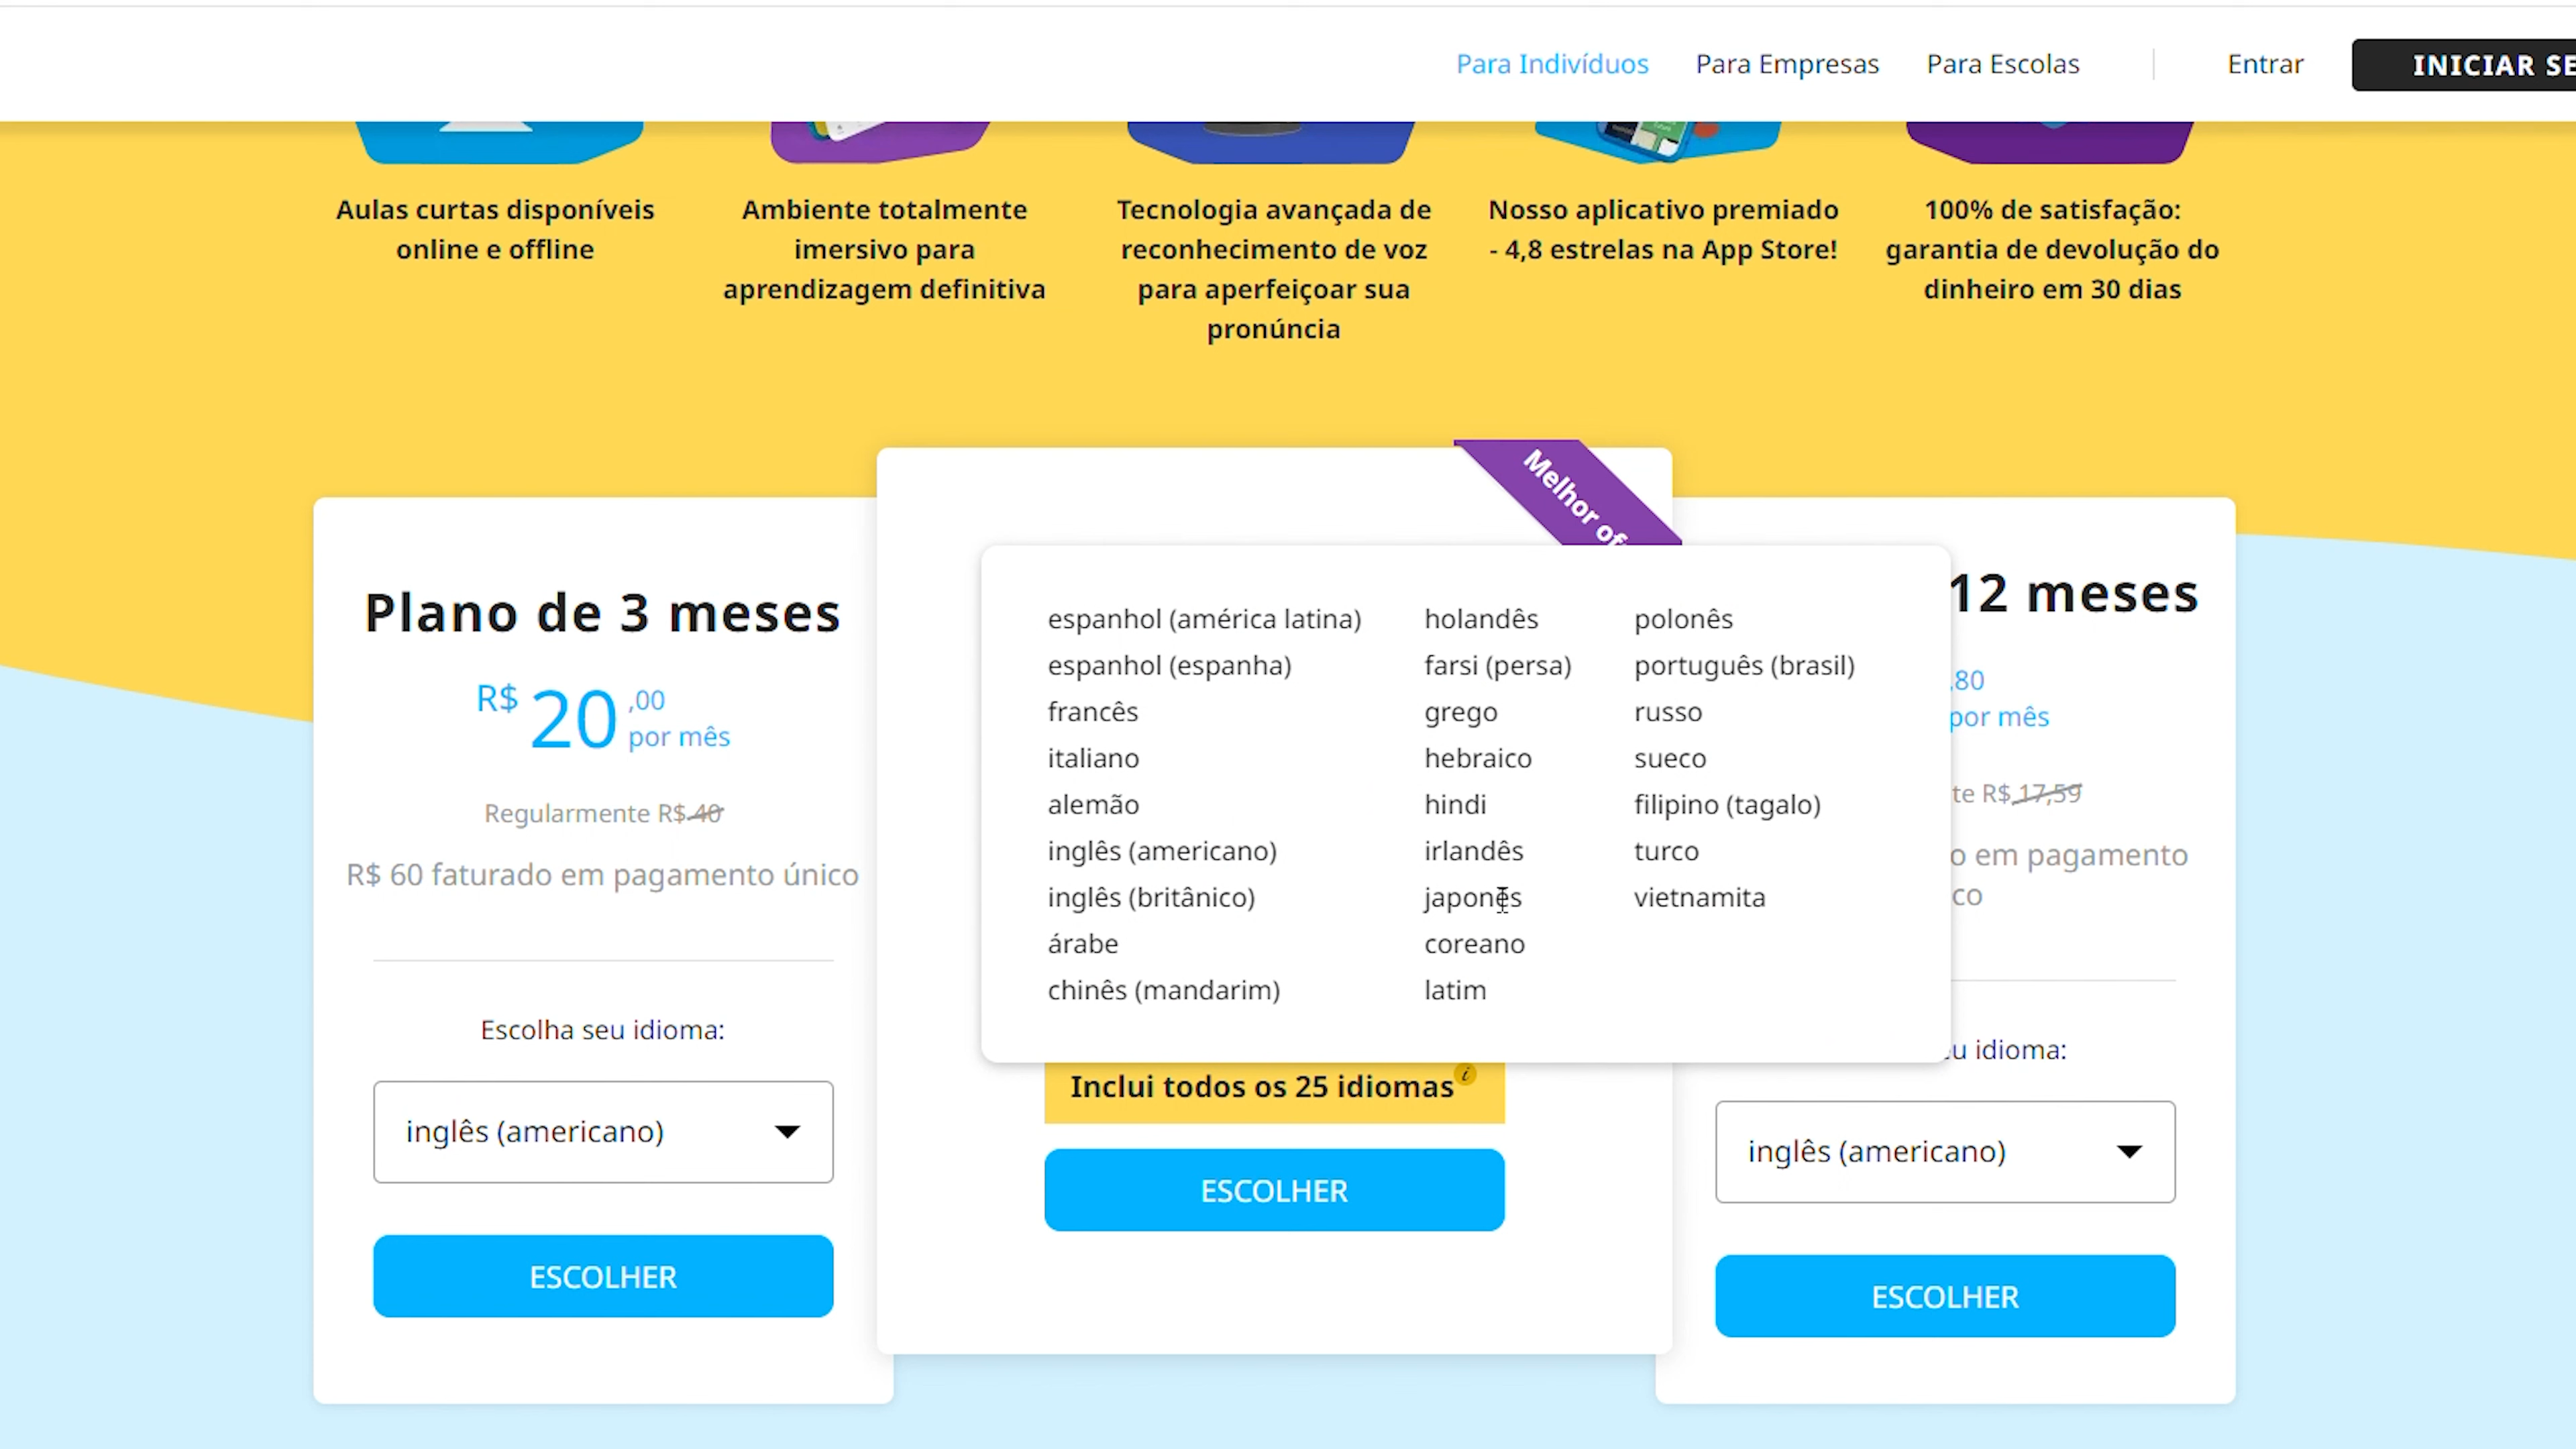 Para Indivíduos
Para Empresas
Para Escolas
Entrar
INICIAR
Aulas curtas disponíveis
online e offline
Ambiente totalmente
imersivo para
aprendizagem definitiva
Tecnologia avançada de
reconhecimento de voz
para aperfeiçoar sua
pronúncia
Nosso aplicativo premiado
- 4,8 estrelas na App Store!
100% de satisfação:
garantia de devolução do
dinheiro em 30 dias
Plano de 3 meses
R$ 20,00
por mês
Regularmente R$ 40
R$ 60 faturado em pagamento único
Escolha seu idioma:
inglês (americano)
ESCOLHER
Melhor
espanhol (américa latina)
espanhol (espanha)
francês
italiano
alemão
inglês (americano)
inglês (britânico)
árabe
chinês (mandarim)
holandês
farsi (persa)
grego
hebraico
hindi
irlandês
japonês
coreano
latim
polonês
português (brasil)
russo
sueco
filipino (tagalo)
turco
vietnamita
Inclui todos os 25 idiomas i
ESCOLHER
12 meses
,80
por mês
R$ 17,59
em pagamento
idioma:
inglês (americano)
ESCOLHER